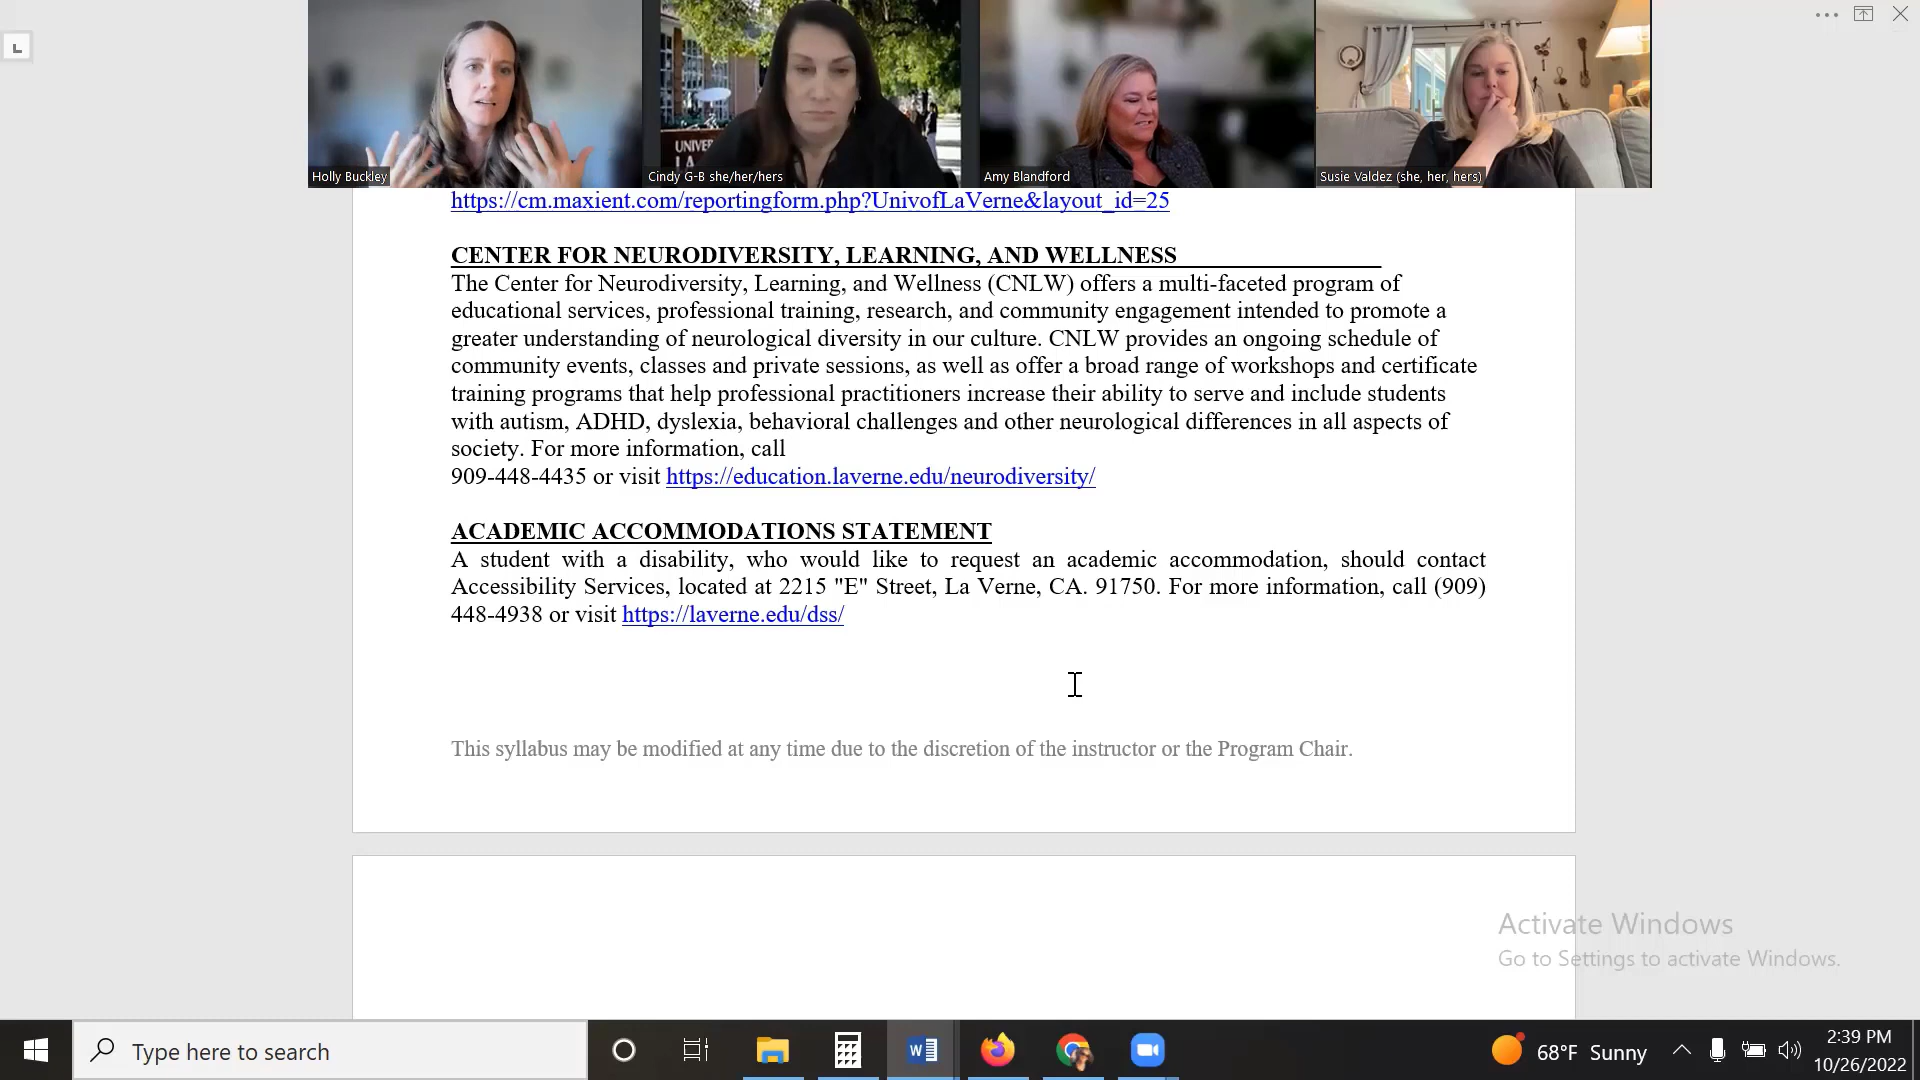 UNIVER
LA
Holly Buckley
Cindy G-B she/her/hers
Amy Blandford
Susie Valdez (she, her, hers)
https://cm.maxient.com/reportingform.php?UnivofLaVerne&layout_id=25
CENTER FOR NEURODIVERSITY, LEARNING, AND WELLNESS
The Center for Neurodiversity, Learning, and Wellness (CNLW) offers a multi-faceted program of
educational services, professional training, research, and community engagement intended to promote a
greater understanding of neurological diversity in our culture. CNLW provides an ongoing schedule of
community events, classes and private sessions, as well as offer a broad range of workshops and certificate
training programs that help professional practitioners increase their ability to serve and include students
with autism, ADHD, dyslexia, behavioral challenges and other neurological differences in all aspects of
society. For more information, call
909-448-4435 or visit https://education.laverne.edu/neurodiversity/
ACADEMIC ACCOMMODATIONS STATEMENT
A student with a disability, who would like to request an academic accommodation, should contact
Accessibility Services, located at 2215 "E" Street, La Verne, CA. 91750. For more information, call (909)
448-4938 or visit https://laverne.edu/dss/
This syllabus may be modified at any time due to the discretion of the instructor or the Program Chair.
Activate Windows
Go to Settings to activate Windows.
Type here to search
68°F Sunny
2:39 PM
10/26/2022